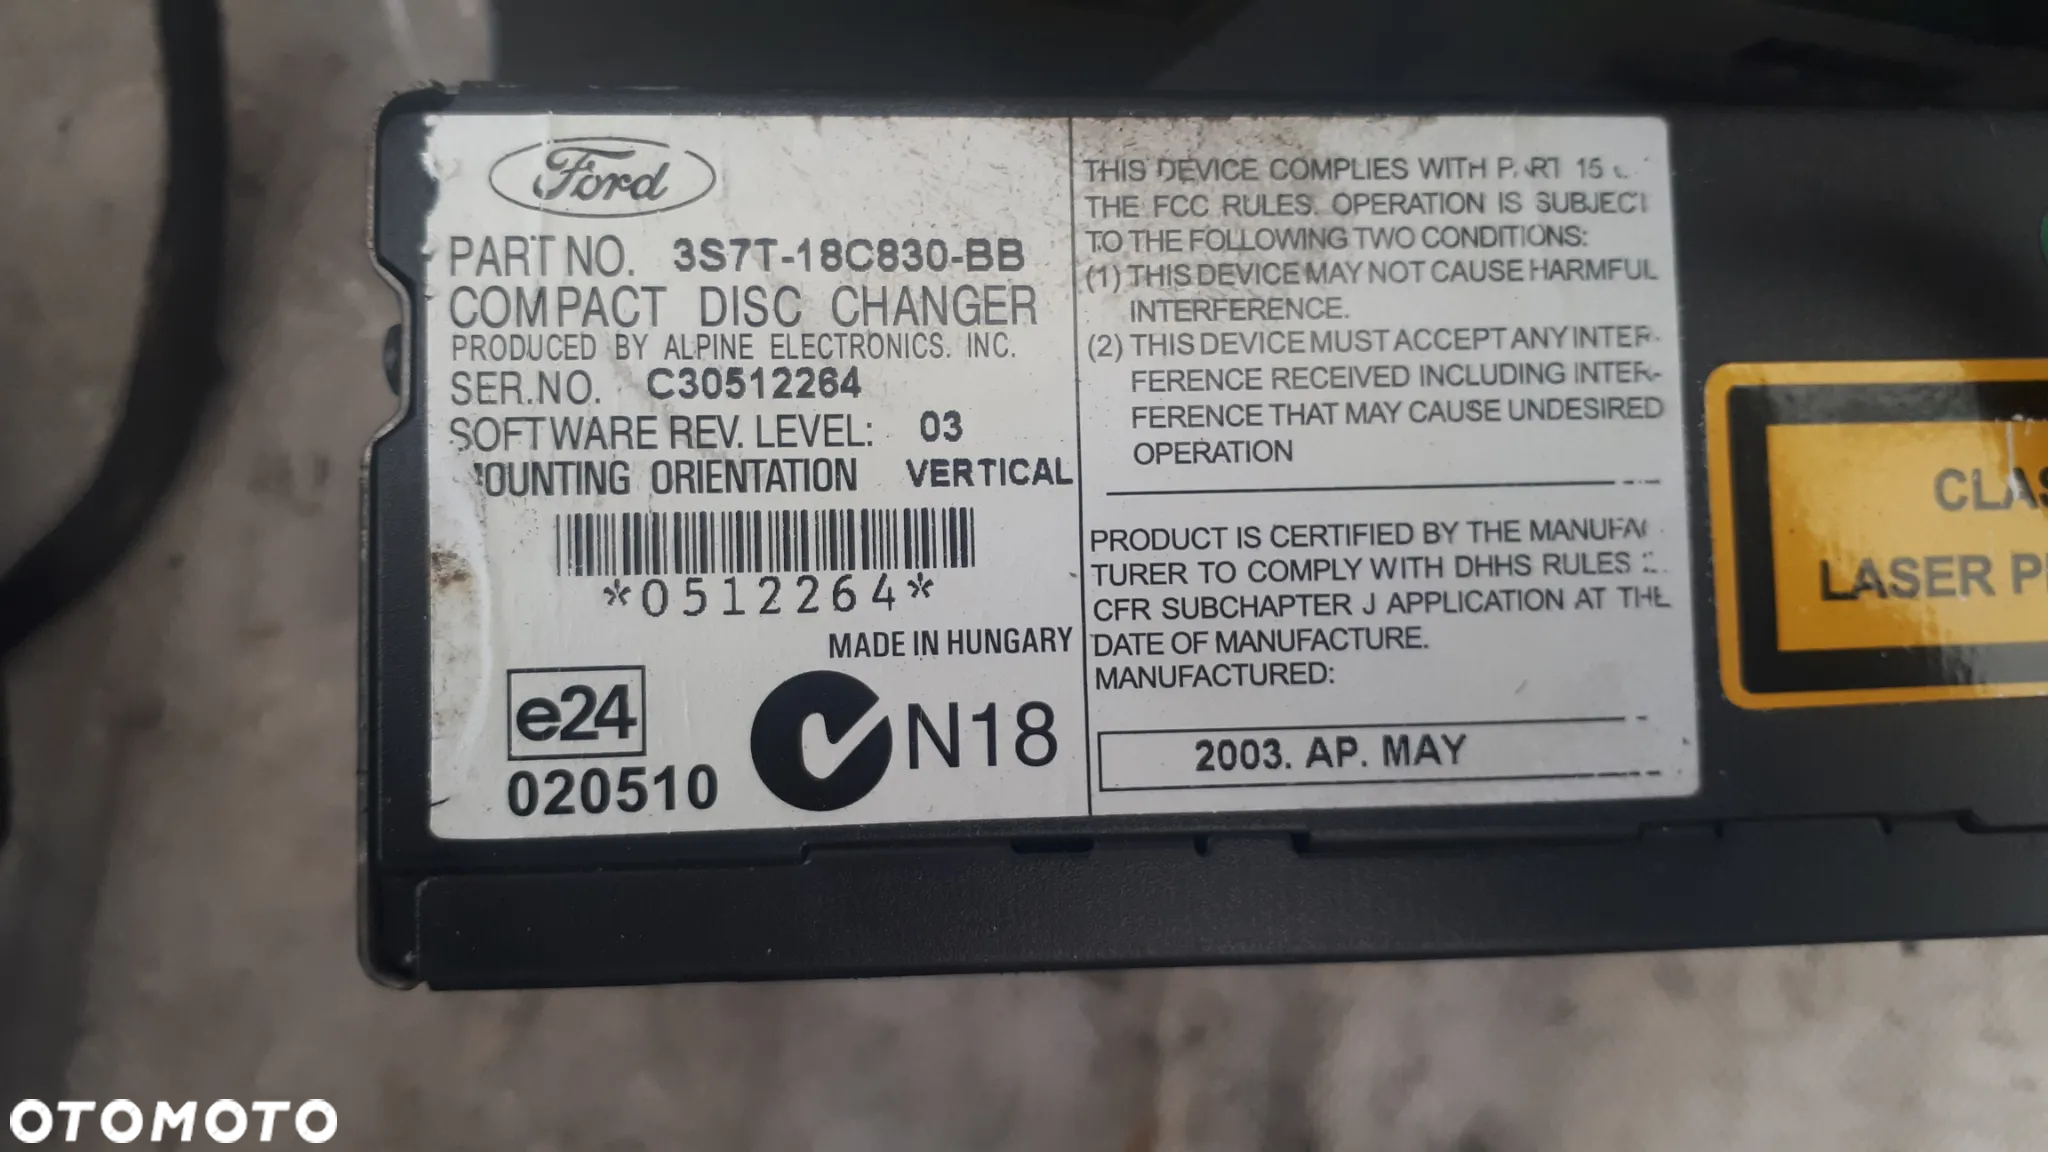 Ford
PART NO. 3S7T-18C830-BB
COMPACT DISC CHANGER
PRODUCED BY ALPINE ELECTRONICS. INC.
SER.NO. C30512264
SOFTWARE REV. LEVEL: 03
MOUNTING ORIENTATION VERTICAL
*0512264*
MADE IN HUNGARY
e24
020510
N18
THIS DEVICE COMPLIES WITH PART 15
THE FCC RULES. OPERATION IS SUBJECT
TO THE FOLLOWING TWO CONDITIONS:
(1) THIS DEVICE MAY NOT CAUSE HARMFUL
INTERFERENCE.
(2) THIS DEVICE MUST ACCEPT ANY INTER-
FERENCE RECEIVED INCLUDING INTER-
FERENCE THAT MAY CAUSE UNDESIRED
OPERATION
PRODUCT IS CERTIFIED BY THE MANUFAC
TURER TO COMPLY WITH DHHS RULES
CFR SUBCHAPTER J APPLICATION AT THE
DATE OF MANUFACTURE.
MANUFACTURED:
2003. AP. MAY
CLAS
LASER P
OTOMOTO